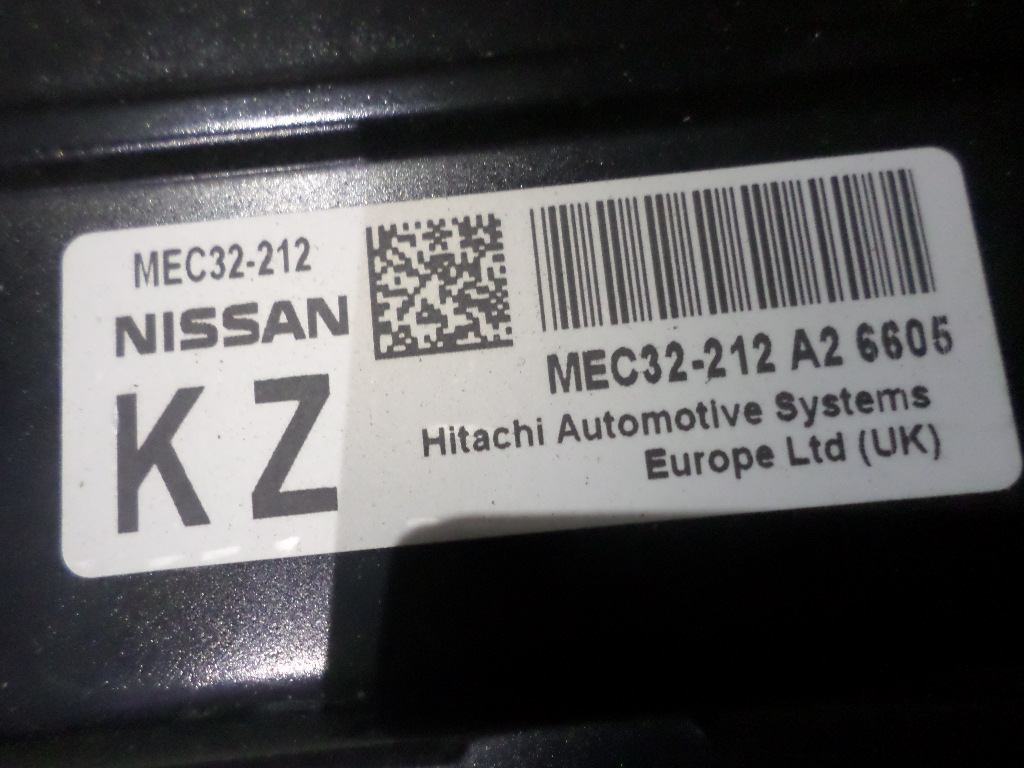 MEC32-212
NISSAN
KZ
MEC32-212 A2 6605
Hitachi Automotive Systems
Europe Ltd (UK)